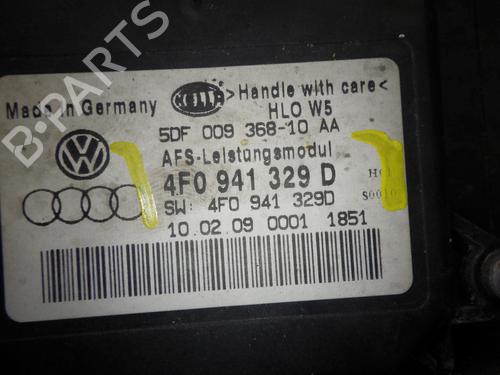 Made in Germany
HELLA
>Handle with care<
HLO W5
5DF 009 368-10 AA
AFS-Leistungsmodul
4F0 941 329 D
SW: 4F0 941 329D
10.02.09 0001 1851
B-PARTS